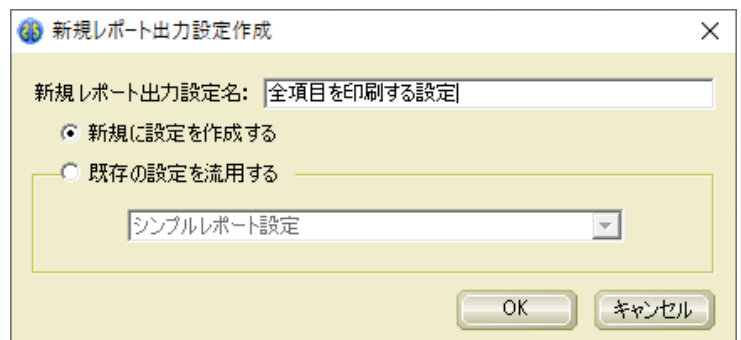 新規レポート出力設定作成
新規レポート出力設定名: 全項目を印刷する設定
新規に設定を作成する
既存の設定を流用する
シンプルレポート設定
OK キャンセル